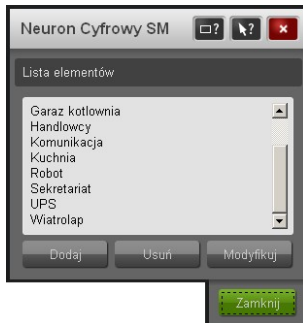 Neuron Cyfrowy SM
Lista elementów
Garaz kotlownia
Handlowcy
Komunikacja
Kuchnia
Robot
Sekretariat
UPS
Wiatrolap
Dodaj Usuń Modyfikuj
Zamknij